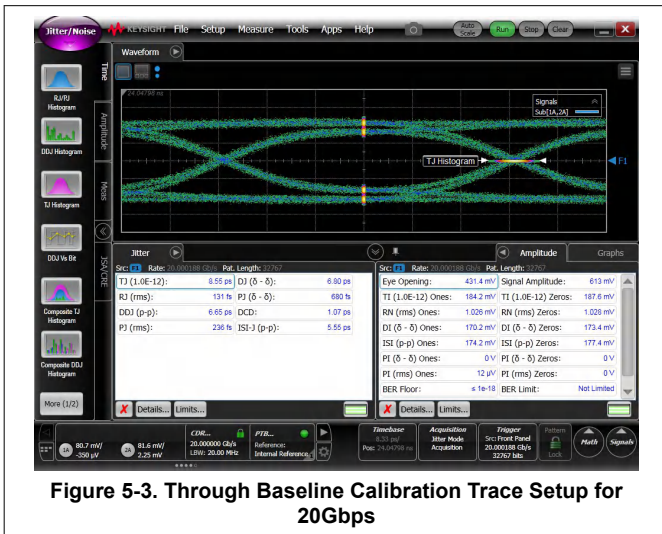 Jitter/Noise
KEYSIGHT File Setup Measure Tools Apps Help
Auto Scale Run Stop Clear
Waveform
Time
Amplitude
Meas
JSA/CRE
RJ/PJ Histogram
DDJ Histogram
TJ Histogram
DDJ Vs Bit
Composite TJ Histogram
Composite DDJ Histogram
More (1/2)
24.04798 ns
Signals
Sub[1A,2A]
TJ Histogram
F1
Jitter
Src: F1 Rate: 20.000188 Gb/s Pat. Length: 32767
TJ (1.0E-12): 8.55 ps DJ (δ - δ): 6.80 ps
RJ (rms): 131 fs PJ (δ - δ): 680 fs
DDJ (p-p): 6.65 ps DCD: 1.07 ps
PJ (rms): 236 fs ISI-J (p-p): 5.55 ps
Details... Limits...
Amplitude Graphs
Src: F1 Rate: 20.000188 Gb/s Pat. Length: 32767
Eye Opening: 431.4 mV Signal Amplitude: 613 mV
TI (1.0E-12) Ones: 184.2 mV TI (1.0E-12) Zeros: 187.6 mV
RN (rms) Ones: 1.026 mV RN (rms) Zeros: 1.028 mV
DI (δ - δ) Ones: 170.2 mV DI (δ - δ) Zeros: 173.4 mV
ISI (p-p) Ones: 174.2 mV ISI (p-p) Zeros: 177.4 mV
PI (δ - δ) Ones: 0 V PI (δ - δ) Zeros: 0 V
PI (rms) Ones: 12 µV PI (rms) Zeros: 0 V
BER Floor: ≤ 1e-18 BER Limit: Not Limited
Details... Limits...
1A 80.7 mV/ -350 µV
2A 81.6 mV/ 2.25 mV
CDR...
20.000000 Gb/s
LBW: 20.00 MHz
PTB...
Reference:
Internal Reference
Timebase
8.33 ps/
Pos: 24.04798 ns
Acquisition
Jitter Mode
Acquisition
Trigger
Src: Front Panel
20.000188 Gb/s
32767 bits
Pattern
Lock
Math
Signals
Figure 5-3. Through Baseline Calibration Trace Setup for
20Gbps